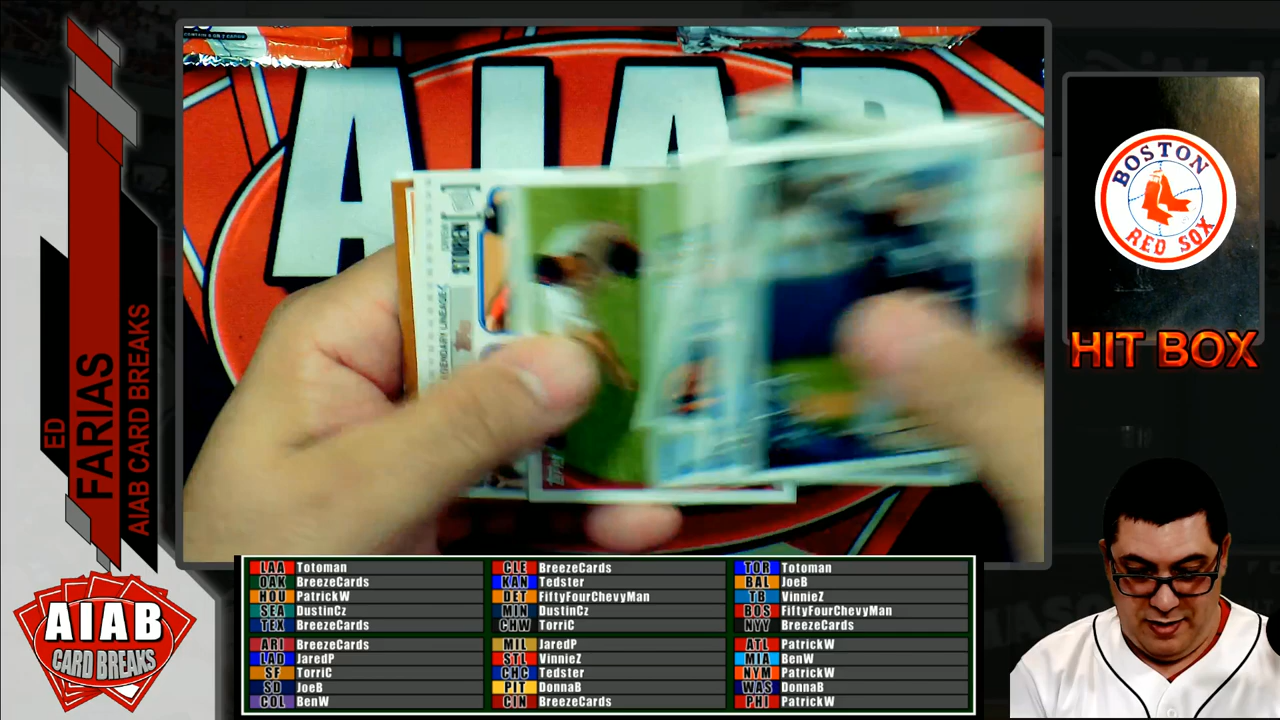 AIAB
BOSTON
RED SOX
HIT BOX
ED
FARIAS
AIAB CARD BREAKS
AIAB
CARD BREAKS
STOREN
LEGENDARY LINEAGE
Topps
LAA Totoman
OAK BreezeCards
HOU PatrickW
SEA DustinCz
TEX BreezeCards
CLE BreezeCards
KAN Tedster
DET FiftyFourChevyMan
MIN DustinCz
CHW TorriC
TOR Totoman
BAL JoeB
TB VinnieZ
BOS FiftyFourChevyMan
NYY BreezeCards
ARI BreezeCards
LAD JaredP
SF TorriC
SD JoeB
COL BenW
MIL JaredP
STL VinnieZ
CHC Tedster
PIT DonnaB
CIN BreezeCards
ATL PatrickW
MIA BenW
NYM PatrickW
WAS DonnaB
PHI PatrickW